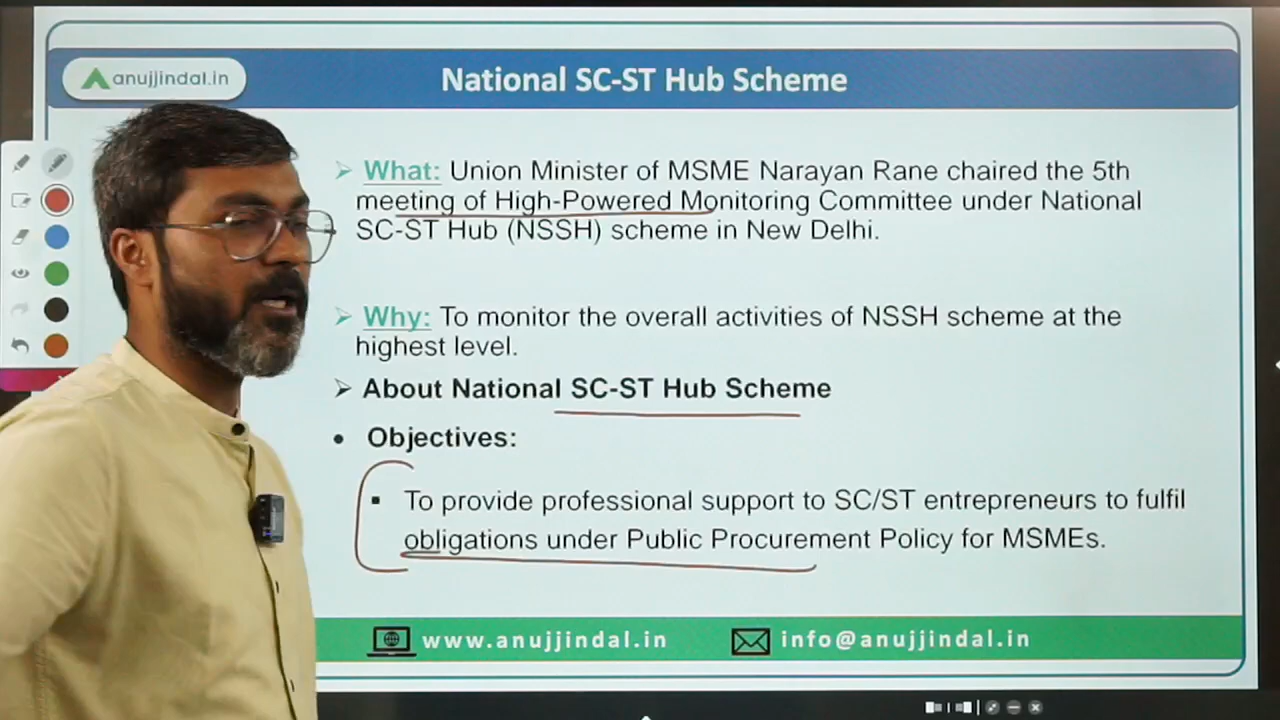 anujjindal.in
National SC-ST Hub Scheme
What: Union Minister of MSME Narayan Rane chaired the 5th
meeting of High-Powered Monitoring Committee under National
SC-ST Hub (NSSH) scheme in New Delhi.
Why: To monitor the overall activities of NSSH scheme at the
highest level.
About National SC-ST Hub Scheme
Objectives:
To provide professional support to SC/ST entrepreneurs to fulfil
obligations under Public Procurement Policy for MSMEs.
www.anujjindal.in
info@anujjindal.in